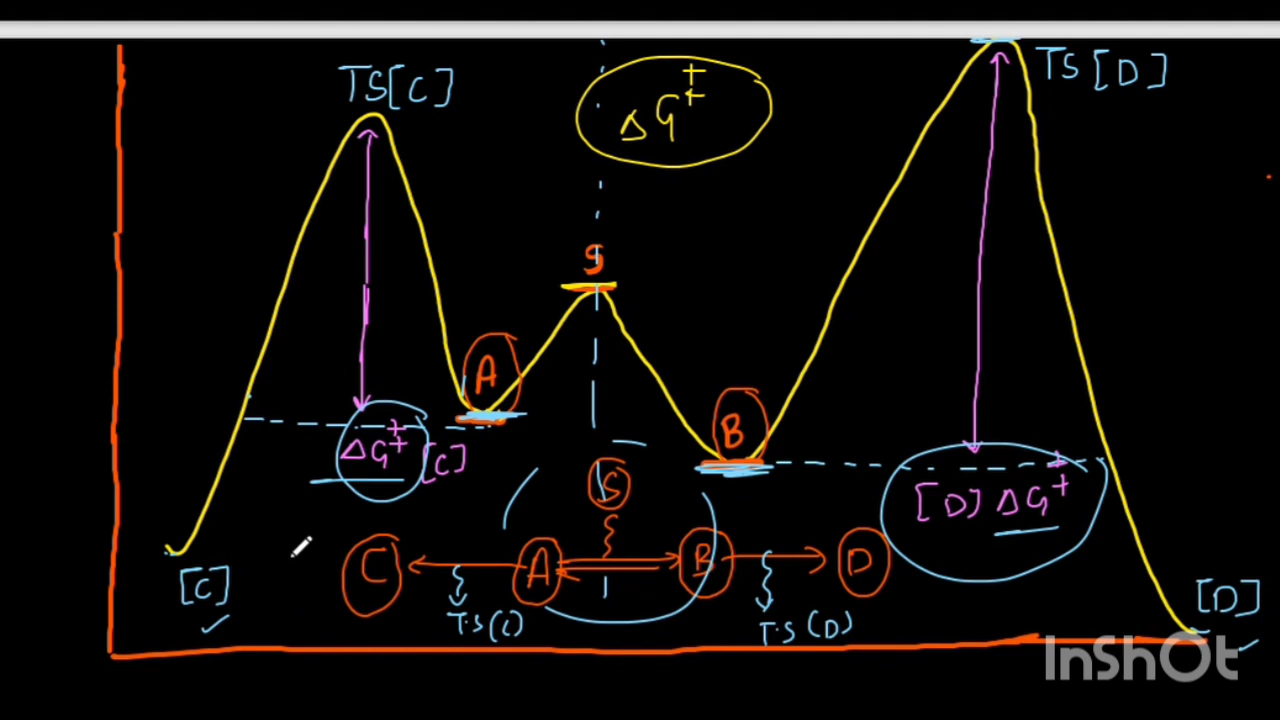 TS[C]
TS[D]
ΔG‡
S
A
B
ΔG‡ [C]
[D] ΔG‡
S
C A B D
[C]
[D]
T.S(C)
T.S(D)
InShOt